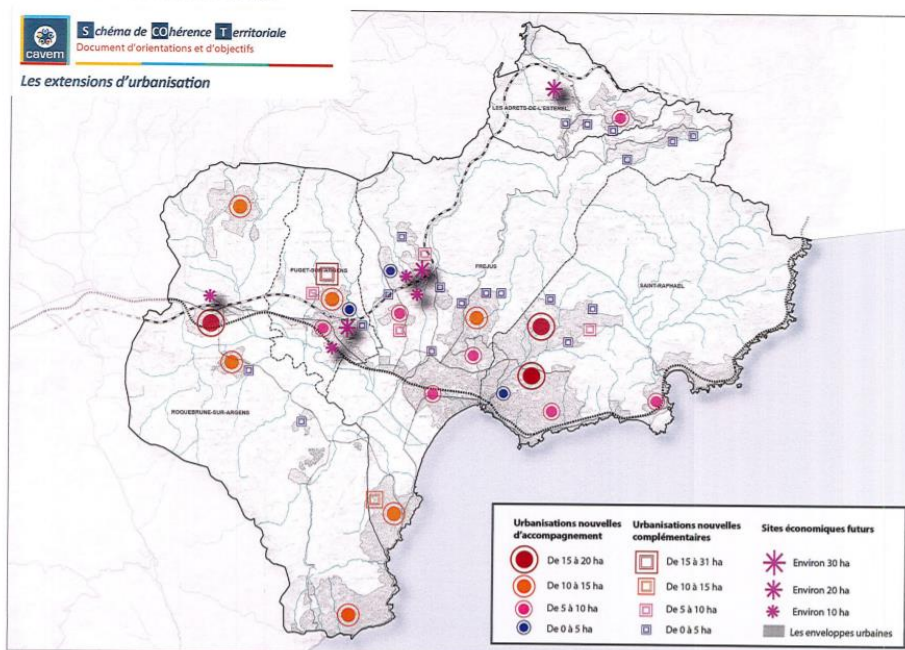 cavem
Schéma de COhérence Territoriale
Document d'orientations et d'objectifs
Les extensions d'urbanisation
LES ADRETS-DE-L'ESTEREL
PUGET-SUR-ARGENS
FREJUS
SAINT-RAPHAEL
ROQUEBRUNE-SUR-ARGENS
Urbanisations nouvelles
d'accompagnement
De 15 à 20 ha
De 10 à 15 ha
De 5 à 10 ha
De 0 à 5 ha
Urbanisations nouvelles
complémentaires
De 15 à 31 ha
De 10 à 15 ha
De 5 à 10 ha
De 0 à 5 ha
Sites économiques futurs
Environ 30 ha
Environ 20 ha
Environ 10 ha
Les enveloppes urbaines